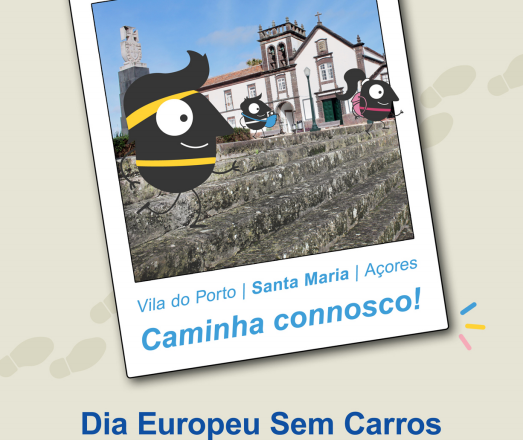 Vila do Porto | Santa Maria | Açores
Caminha connosco!
Dia Europeu Sem Carros